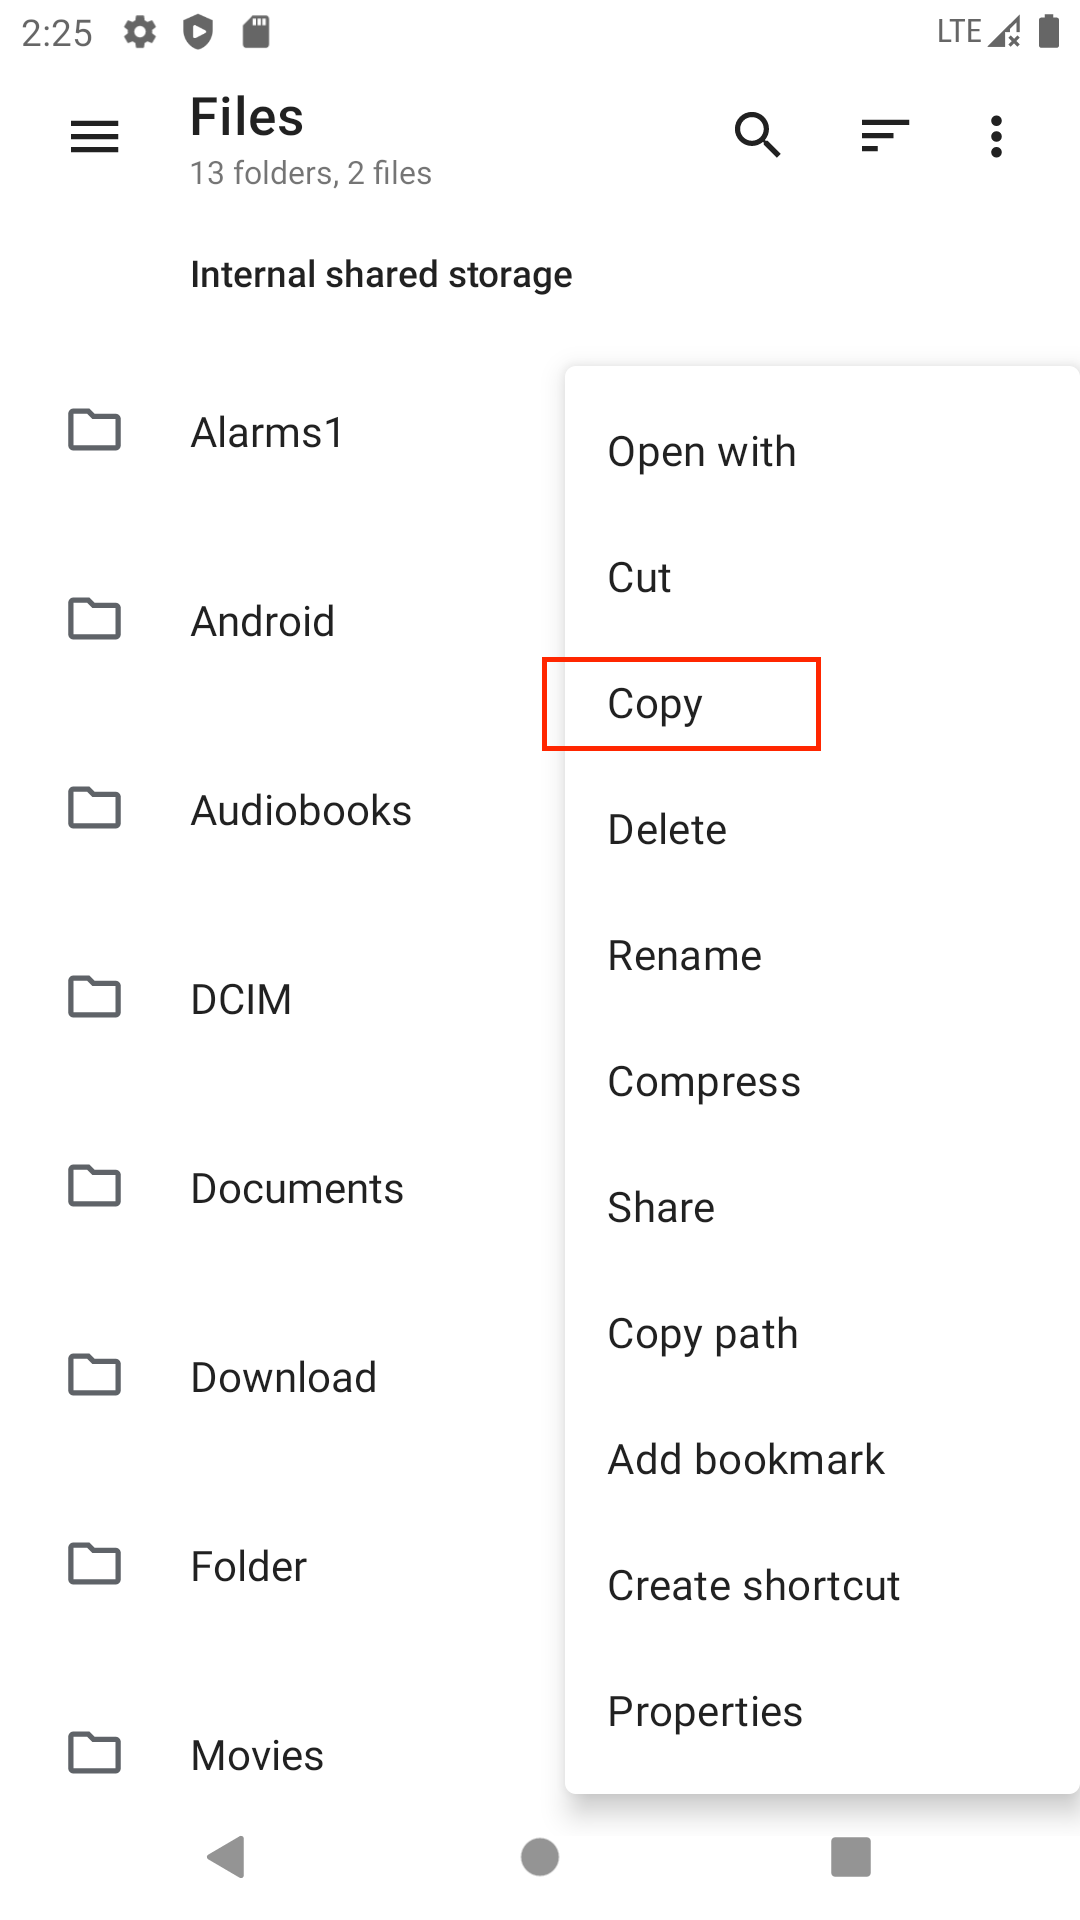 2:25 LTE
Files
13 folders, 2 files
Internal shared storage
Alarms1
Android
Audiobooks
DCIM
Documents
Download
Folder
Movies
Open with
Cut
Copy
Delete
Rename
Compress
Share
Copy path
Add bookmark
Create shortcut
Properties